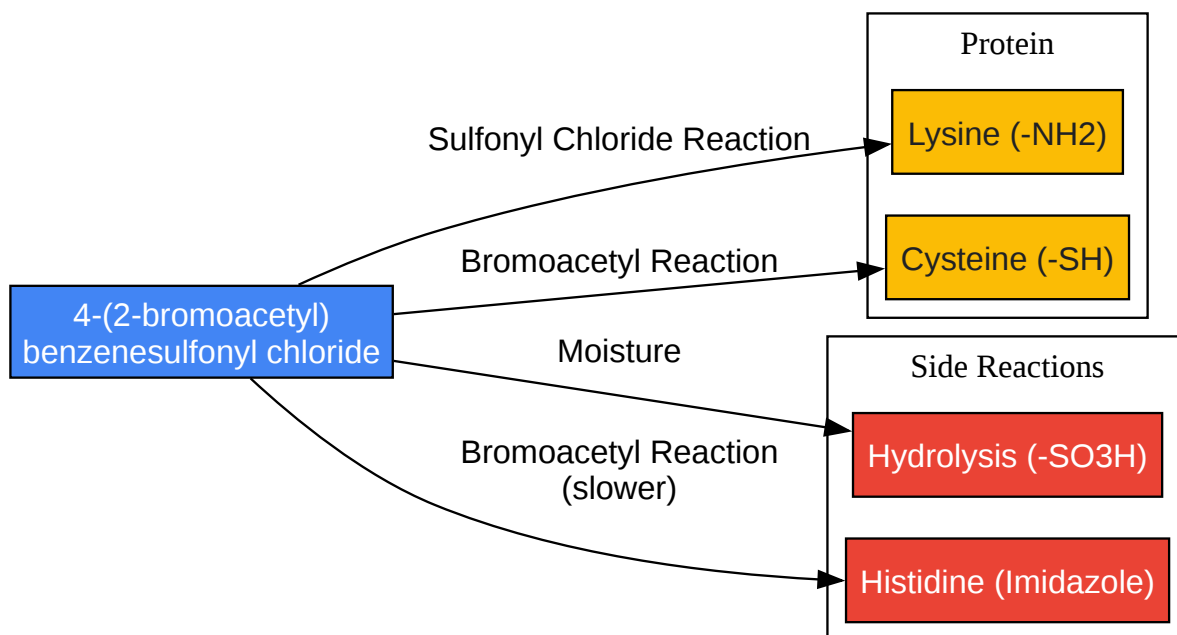 Protein
Lysine (-NH2)
Sulfonyl Chloride Reaction
Cysteine (-SH)
Bromoacetyl Reaction
4-(2-bromoacetyl)
benzenesulfonyl chloride
Moisture
Side Reactions
Hydrolysis (-SO3H)
Bromoacetyl Reaction
(slower)
Histidine (Imidazole)